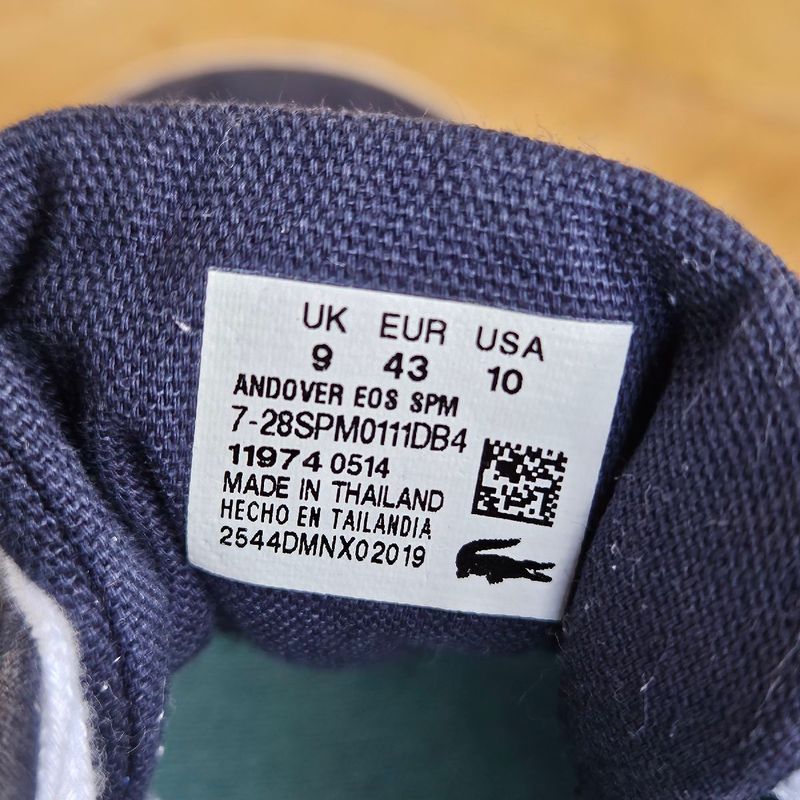 UK EUR USA
9 43 10
ANDOVER EOS SPM
7-28SPM0111DB4
11974 0514
MADE IN THAILAND
HECHO EN TAILANDIA
2544DMNX02019